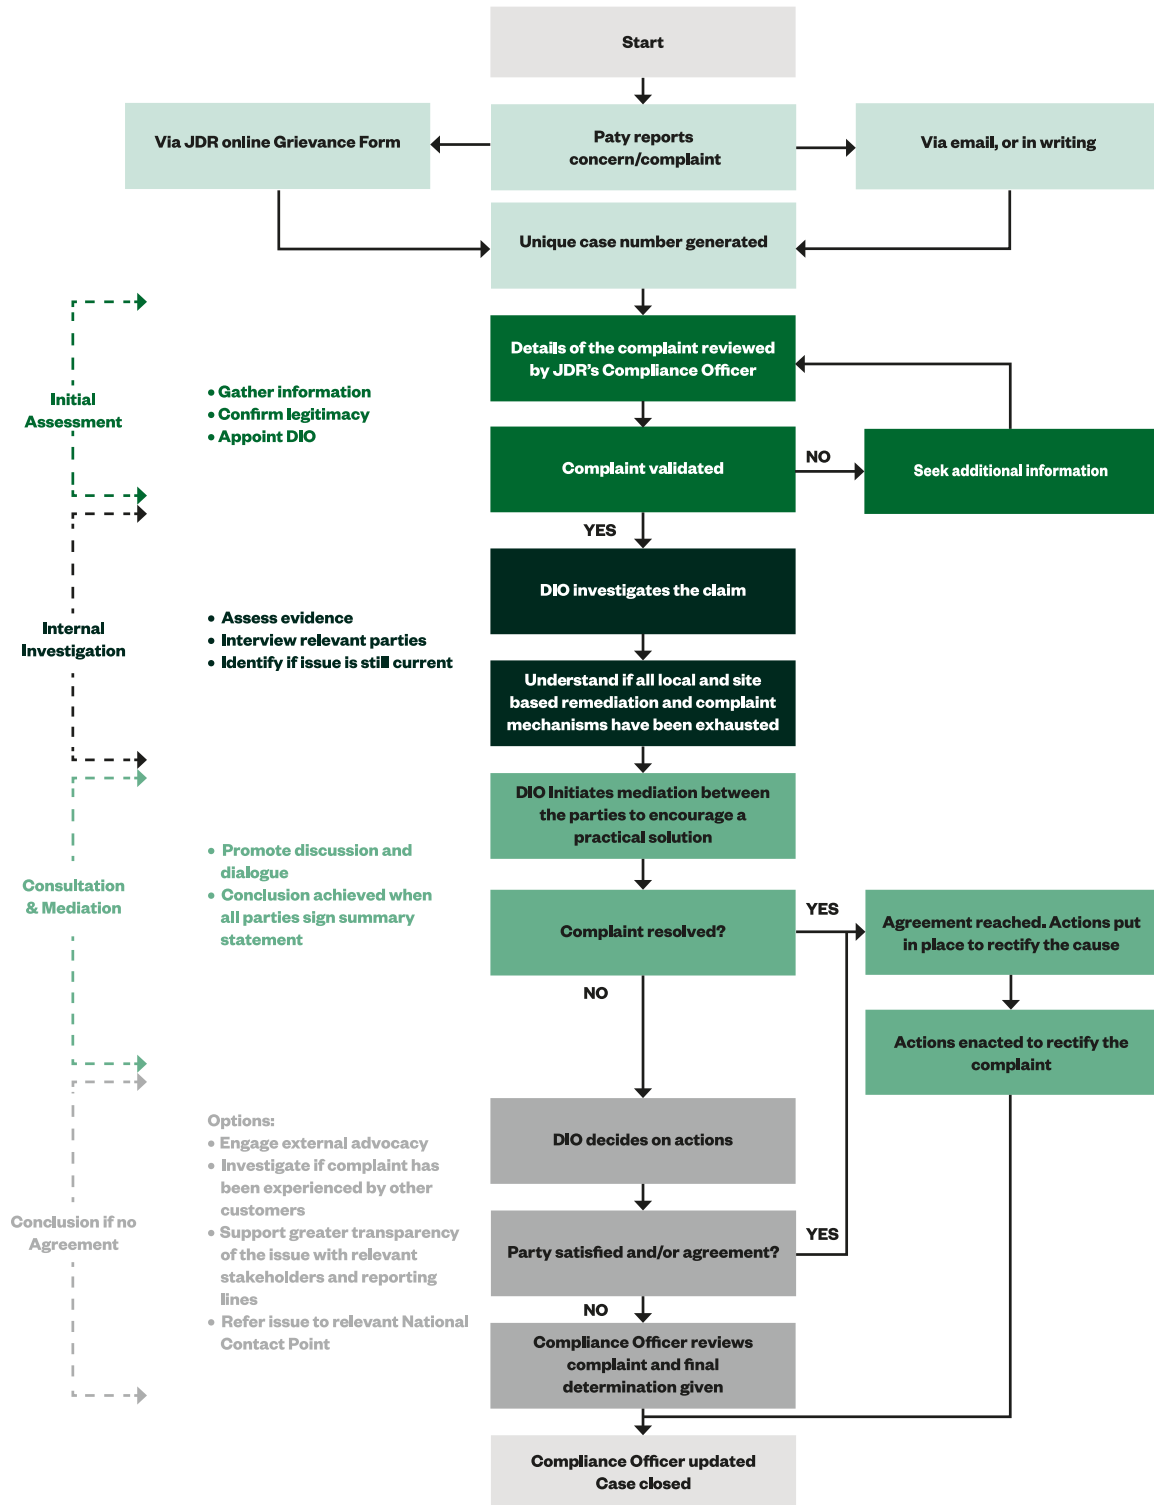 Start
Via JDR online Grievance Form
Paty reports
concern/complaint
Via email, or in writing
Unique case number generated
Initial
Assessment
• Gather information
• Confirm legitimacy
• Appoint DIO
Details of the complaint reviewed
by JDR’s Compliance Officer
Complaint validated
NO
Seek additional information
YES
Internal
Investigation
• Assess evidence
• Interview relevant parties
• Identify if issue is still current
DIO investigates the claim
Understand if all local and site
based remediation and complaint
mechanisms have been exhausted
Consultation
& Mediation
• Promote discussion and
dialogue
• Conclusion achieved when
all parties sign summary
statement
DIO Initiates mediation between
the parties to encourage a
practical solution
Complaint resolved?
YES
Agreement reached. Actions put
in place to rectify the cause
NO
Actions enacted to rectify the
complaint
Conclusion if no
Agreement
Options:
• Engage external advocacy
• Investigate if complaint has
been experienced by other
customers
• Support greater transparency
of the issue with relevant
stakeholders and reporting
lines
• Refer issue to relevant National
Contact Point
DIO decides on actions
Party satisfied and/or agreement?
YES
NO
Compliance Officer reviews
complaint and final
determination given
Compliance Officer updated
Case closed